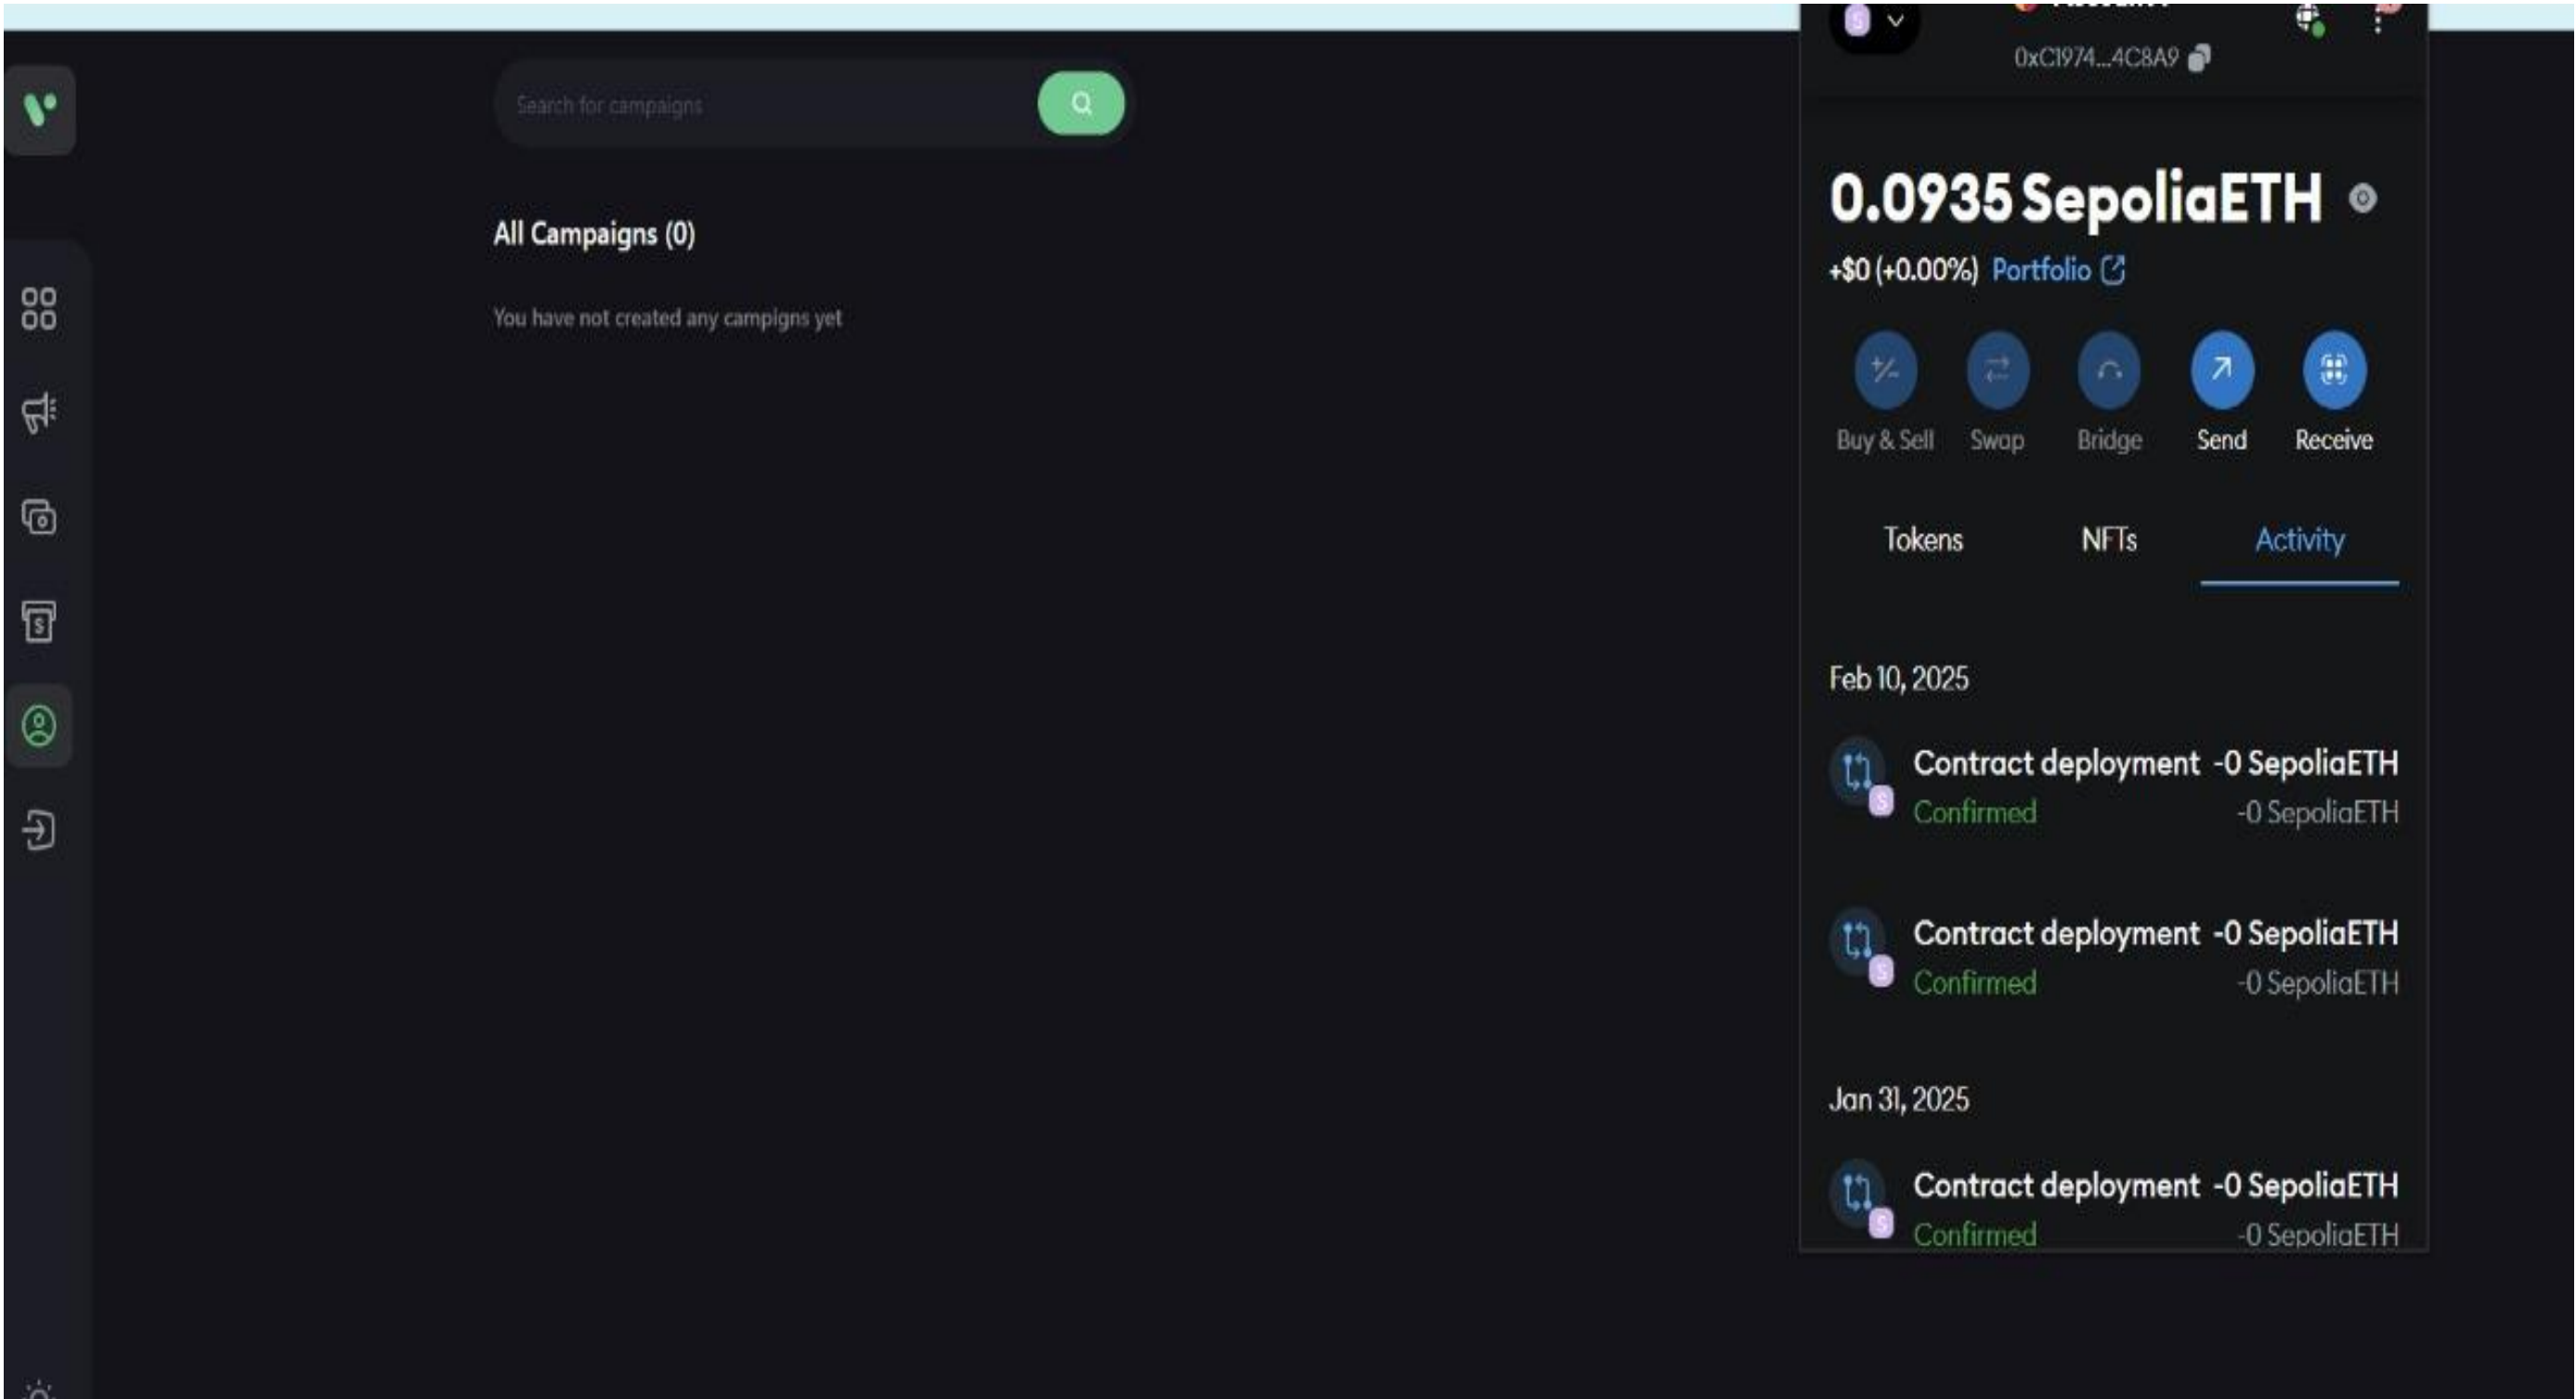 Search for campaigns
All Campaigns (0)
You have not created any campigns yet
0xC1974...4C8A9
0.0935 SepoliaETH
+$0 (+0.00%) Portfolio
Buy & Sell Swap Bridge Send Receive
Tokens NFTs Activity
Feb 10, 2025
Contract deployment -0 SepoliaETH
Confirmed -0 SepoliaETH
Contract deployment -0 SepoliaETH
Confirmed -0 SepoliaETH
Jan 31, 2025
Contract deployment -0 SepoliaETH
Confirmed -0 SepoliaETH